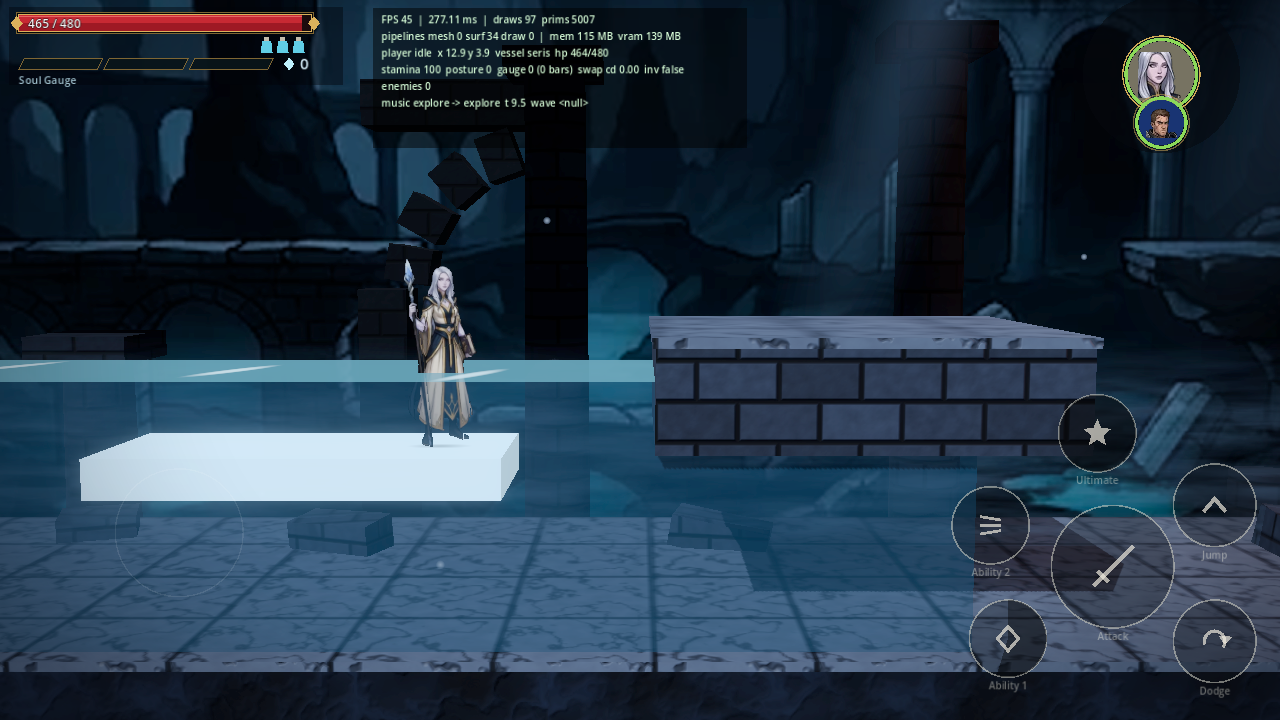 465 / 480
0
Soul Gauge
FPS 45 | 277.11 ms | draws 97 prims 5007
pipelines mesh 0 surf 34 draw 0 | mem 115 MB vram 139 MB
player idle x 12.9 y 3.9 vessel seris hp 464/480
stamina 100 posture 0 gauge 0 (0 bars) swap cd 0.00 inv false
enemies 0
music explore -> explore t 9.5 wave <null>
Ultimate
Ability 2
Jump
Attack
Ability 1
Dodge